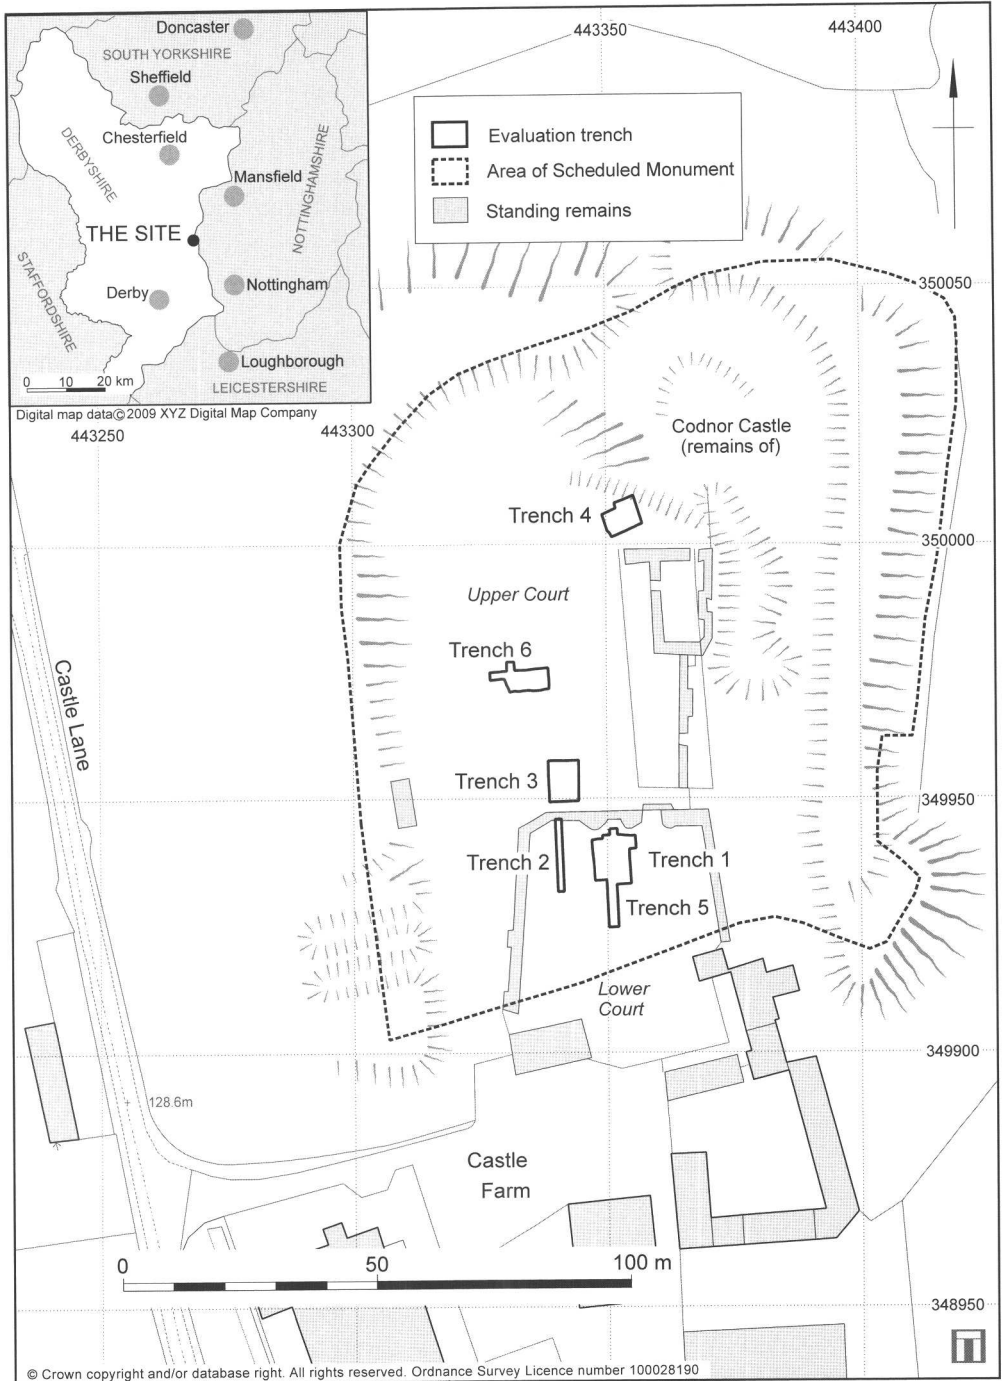 Doncaster
SOUTH YORKSHIRE
Sheffield
Chesterfield
DERBYSHIRE
Mansfield
NOTTINGHAMSHIRE
THE SITE
STAFFORDSHIRE
Derby
Nottingham
Loughborough
LEICESTERSHIRE
0 10 20 km
Digital map data© 2009 XYZ Digital Map Company
443250
443300
443350
443400
Evaluation trench
Area of Scheduled Monument
Standing remains
350050
Codnor Castle
(remains of)
Trench 4
350000
Upper Court
Trench 6
Castle Lane
Trench 3
349950
Trench 2
Trench 1
Trench 5
Lower
Court
349900
128.6m
Castle
Farm
0 50 100 m
348950
© Crown copyright and/or database right. All rights reserved. Ordnance Survey Licence number 100028190